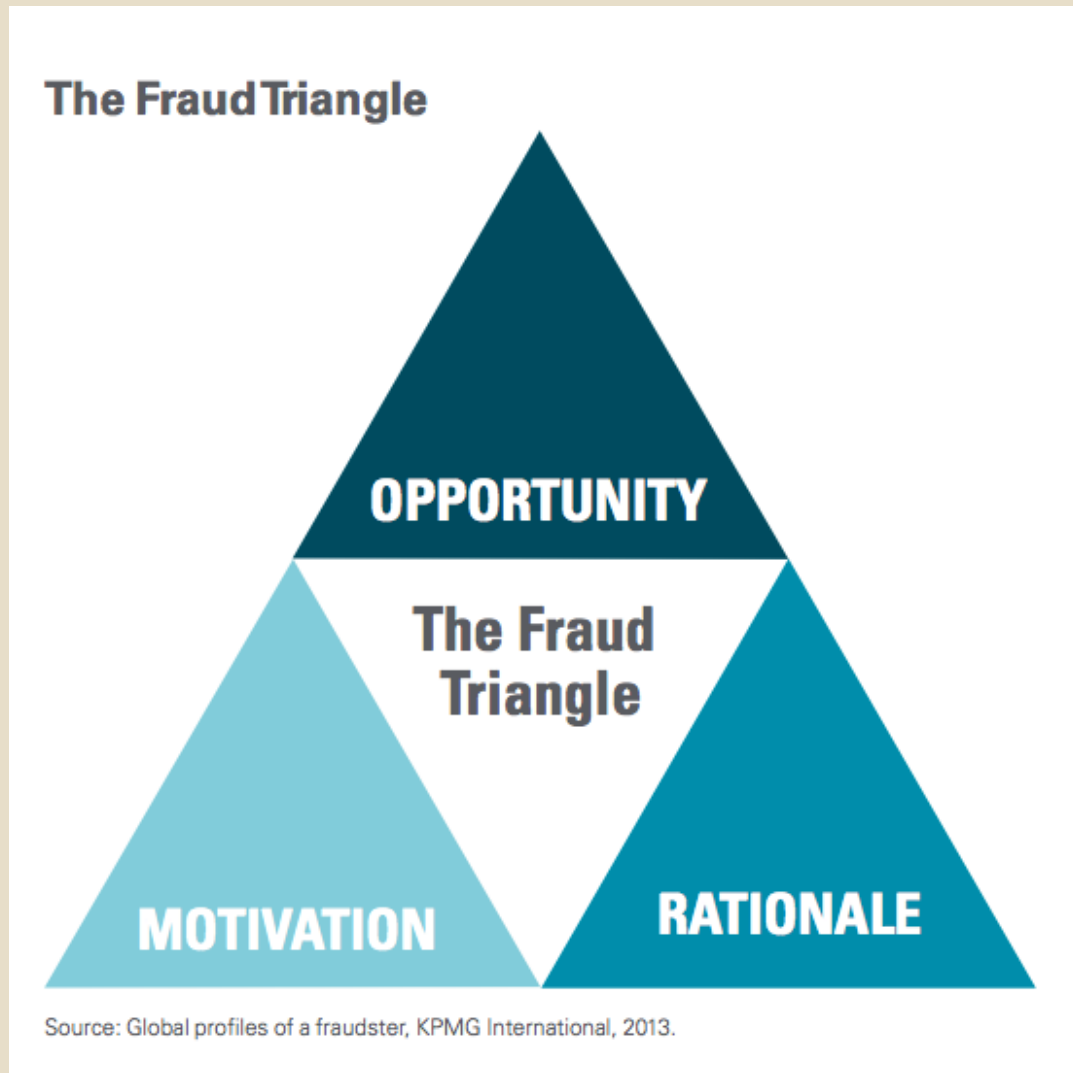 The Fraud Triangle
OPPORTUNITY
The Fraud
Triangle
MOTIVATION
RATIONALE
Source: Global profiles of a fraudster, KPMG International, 2013.